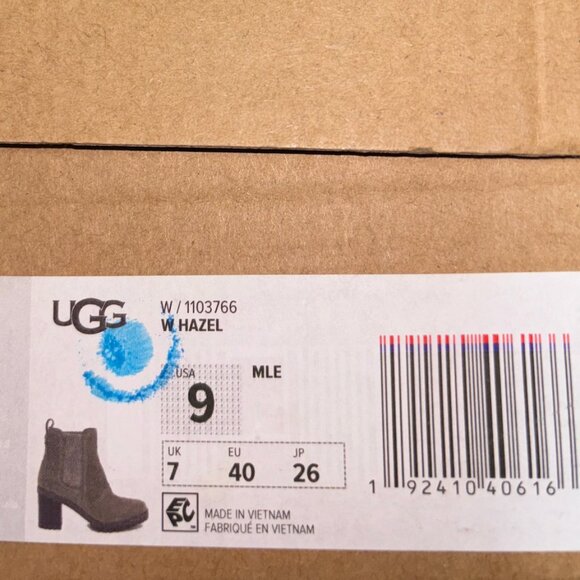 UGG
W / 1103766
W HAZEL
USA
9
MLE
UK EU JP
7 40 26
EPC
MADE IN VIETNAM
FABRIQUÉ EN VIETNAM
1 92410 40616